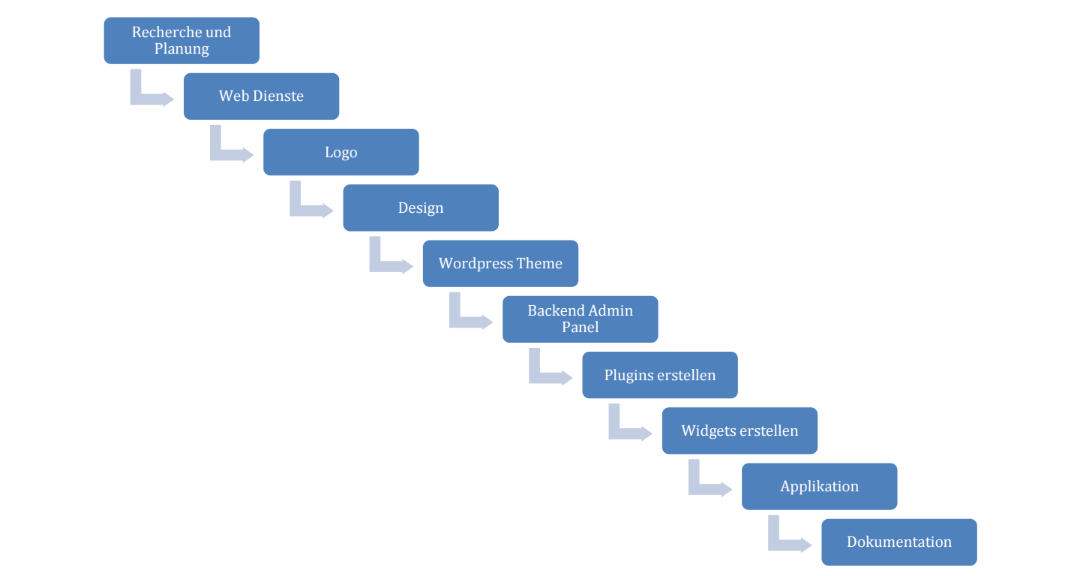 Recherche und
Planung
Web Dienste
Logo
Design
Wordpress Theme
Backend Admin
Panel
Plugins erstellen
Widgets erstellen
Applikation
Dokumentation